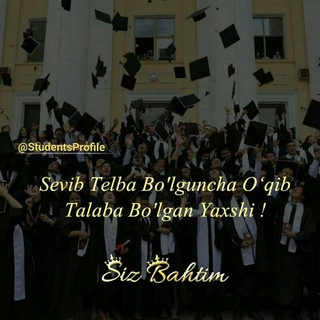 @StudentsProfile
Sevib Telba Bo'lguncha O‘qib
Talaba Bo'lgan Yaxshi !
Siz Bahtim